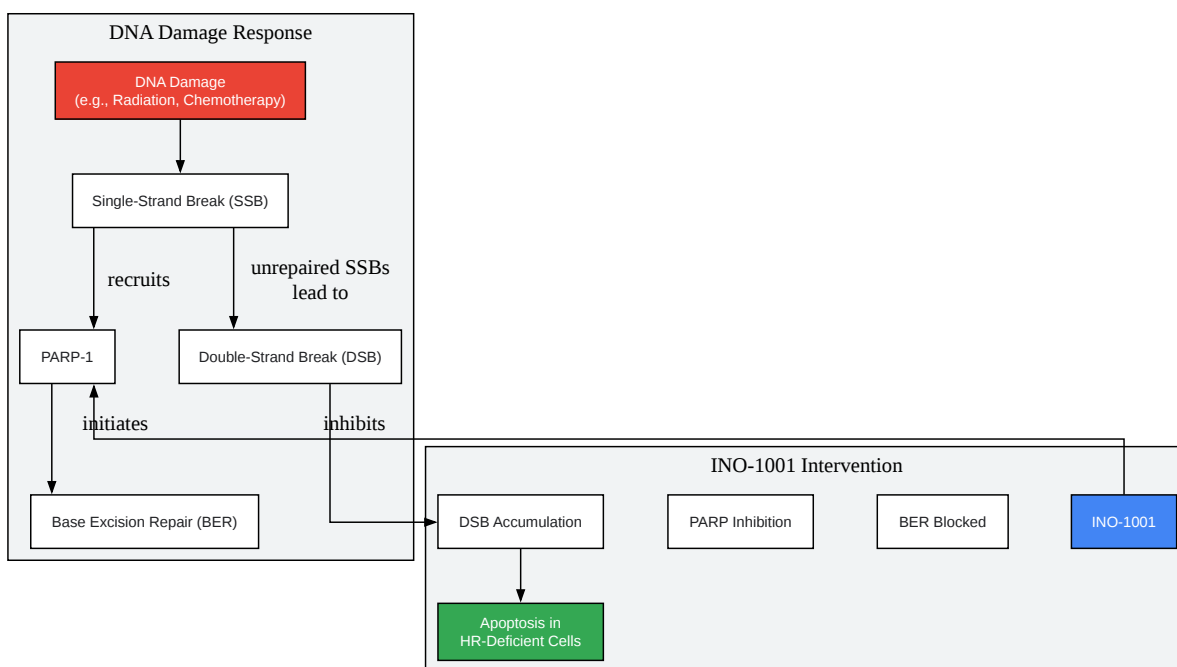 DNA Damage Response
DNA Damage
(e.g., Radiation, Chemotherapy)
Single-Strand Break (SSB)
recruits
unrepaired SSBs
lead to
PARP-1
Double-Strand Break (DSB)
initiates
inhibits
INO-1001 Intervention
Base Excision Repair (BER)
DSB Accumulation
PARP Inhibition
BER Blocked
INO-1001
Apoptosis in
HR-Deficient Cells